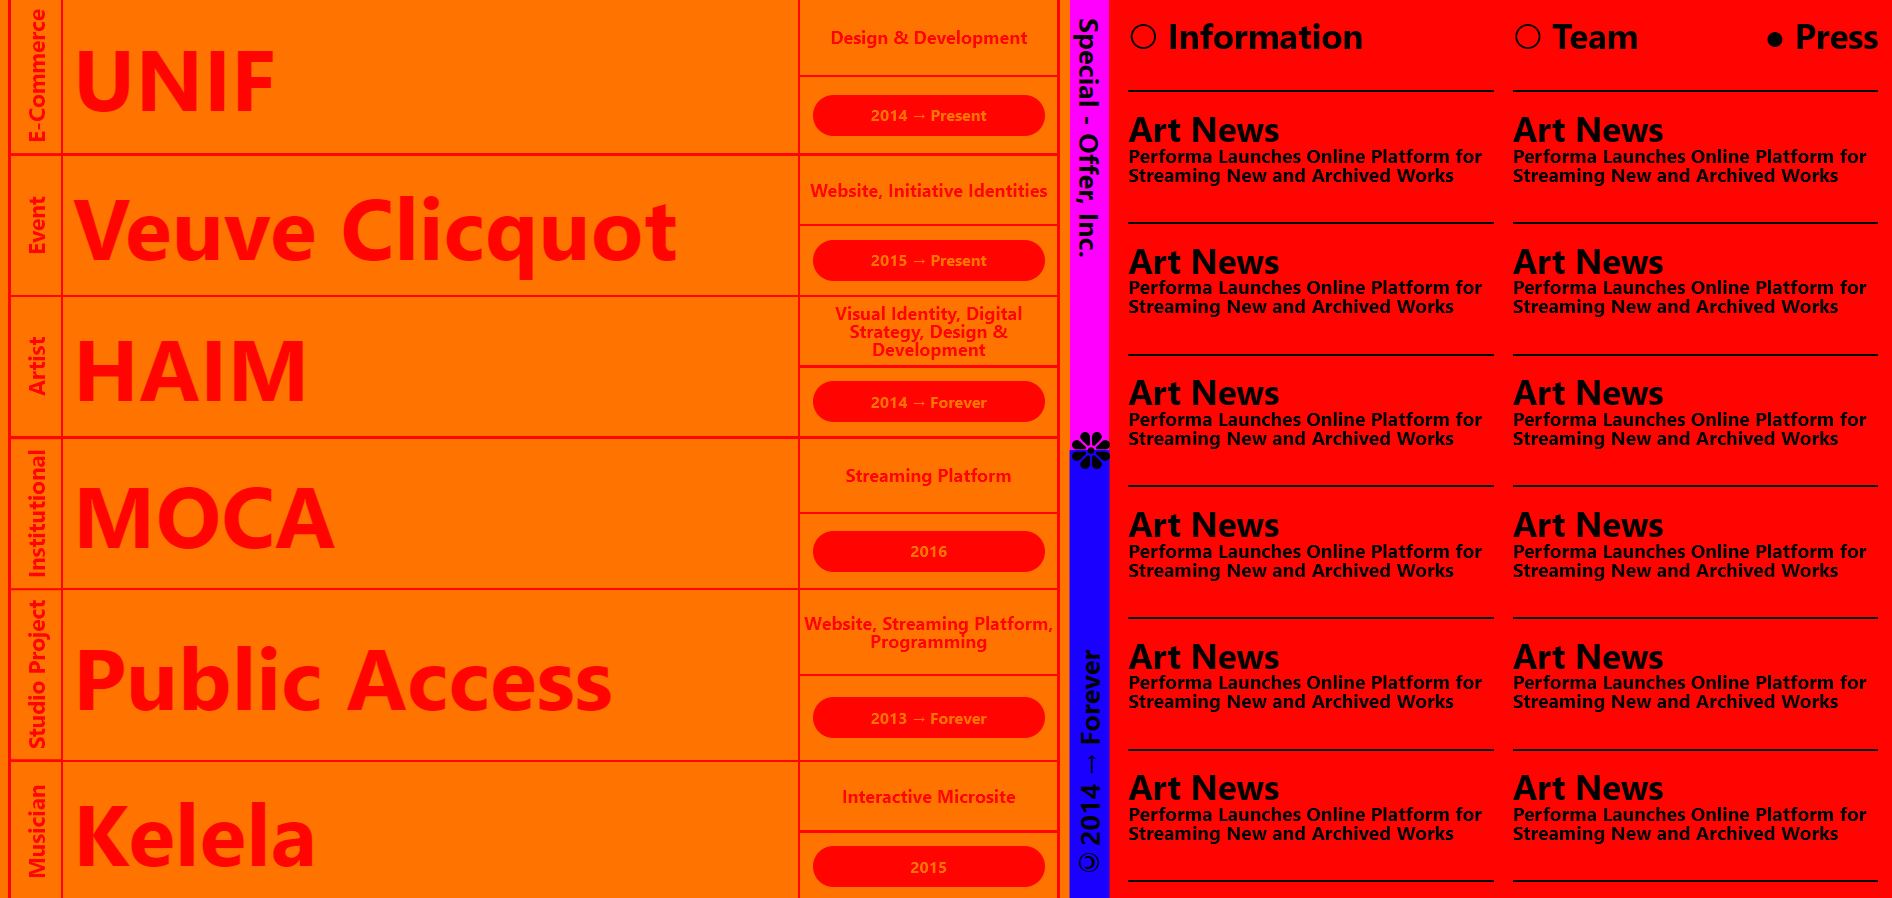 E-Commerce
UNIF
Design & Development
2014 → Present
Event
Veuve Clicquot
Website, Initiative Identities
2015 → Present
Artist
HAIM
Visual Identity, Digital
Strategy, Design &
Development
2014 → Forever
Institutional
MOCA
Streaming Platform
2016
Studio Project
Public Access
Website, Streaming Platform,
Programming
2013 → Forever
Musician
Kelela
Interactive Microsite
2015
Special - Offer, Inc.
©2014 → Forever
○ Information
○ Team
● Press
Art News
Performa Launches Online Platform for
Streaming New and Archived Works
Art News
Performa Launches Online Platform for
Streaming New and Archived Works
Art News
Performa Launches Online Platform for
Streaming New and Archived Works
Art News
Performa Launches Online Platform for
Streaming New and Archived Works
Art News
Performa Launches Online Platform for
Streaming New and Archived Works
Art News
Performa Launches Online Platform for
Streaming New and Archived Works
Art News
Performa Launches Online Platform for
Streaming New and Archived Works
Art News
Performa Launches Online Platform for
Streaming New and Archived Works
Art News
Performa Launches Online Platform for
Streaming New and Archived Works
Art News
Performa Launches Online Platform for
Streaming New and Archived Works
Art News
Performa Launches Online Platform for
Streaming New and Archived Works
Art News
Performa Launches Online Platform for
Streaming New and Archived Works